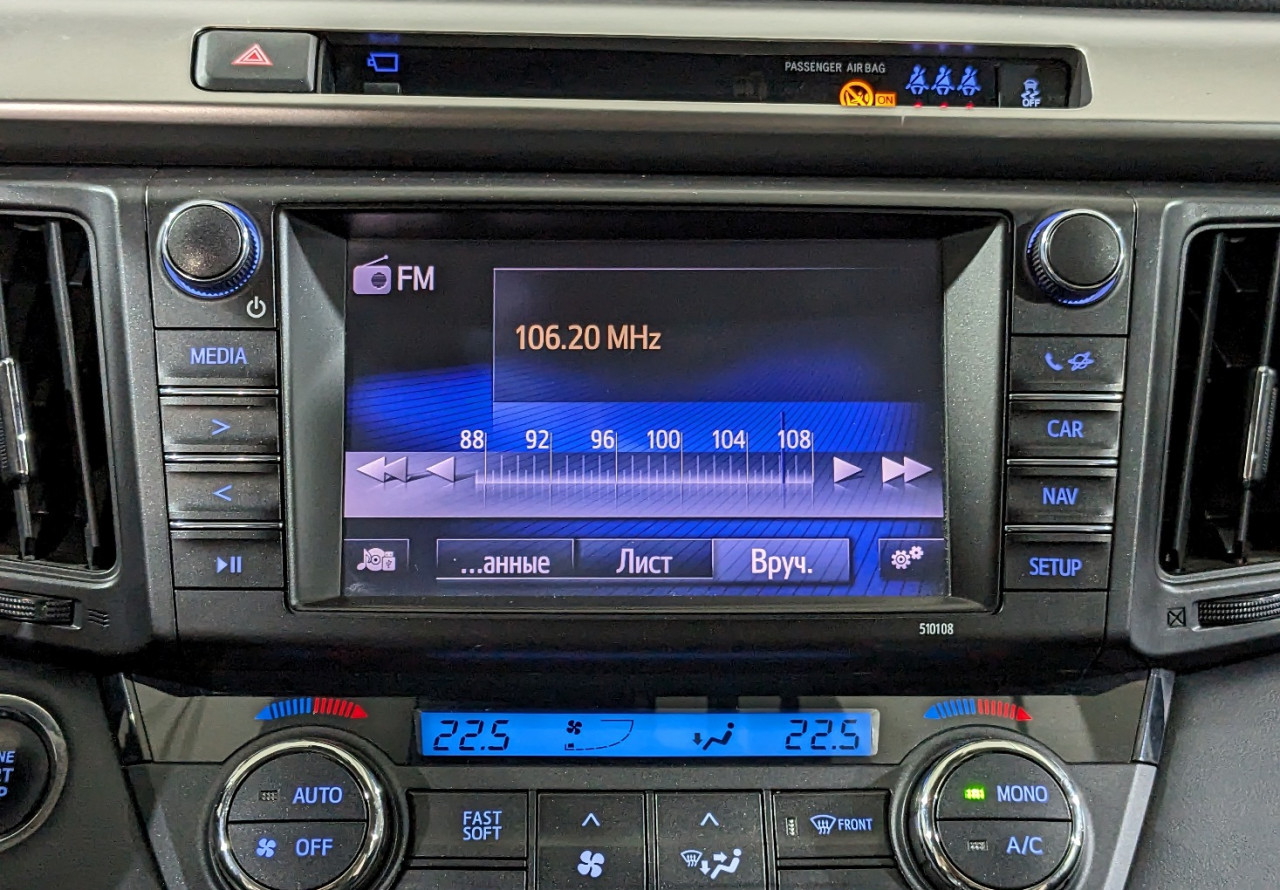 PASSENGER AIR BAG
ON
OFF
FM
106.20 MHz
MEDIA
>
<
88 92 96 100 104 108
CAR
NAV
SETUP
...анные Лист Вруч.
510108
22.5 22.5
AUTO
OFF
FAST
SOFT
FRONT
MONO
A/C